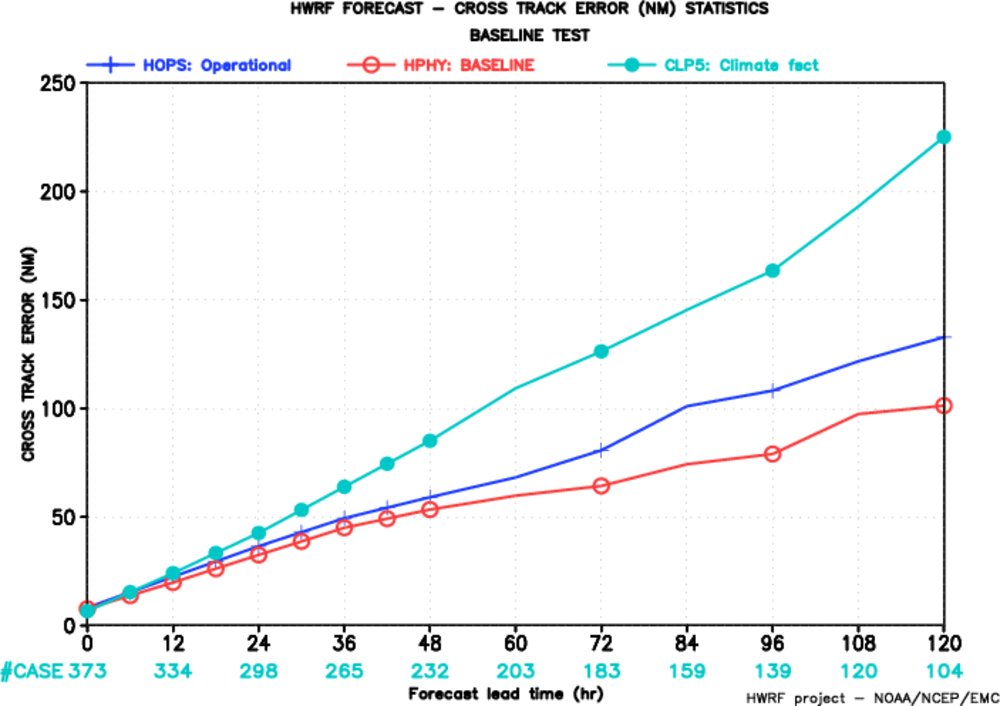 HWRF FORECAST – CROSS TRACK ERROR (NM) STATISTICS
BASELINE TEST
HOPS: Operational HPHY: BASELINE CLP5: Climate fact
250
200
150
100
50
0
CROSS TRACK ERROR (NM)
0 12 24 36 48 60 72 84 96 108 120
#CASE 373 334 298 265 232 203 183 159 139 120 104
Forecast lead time (hr)
HWRF project – NOAA/NCEP/EMC